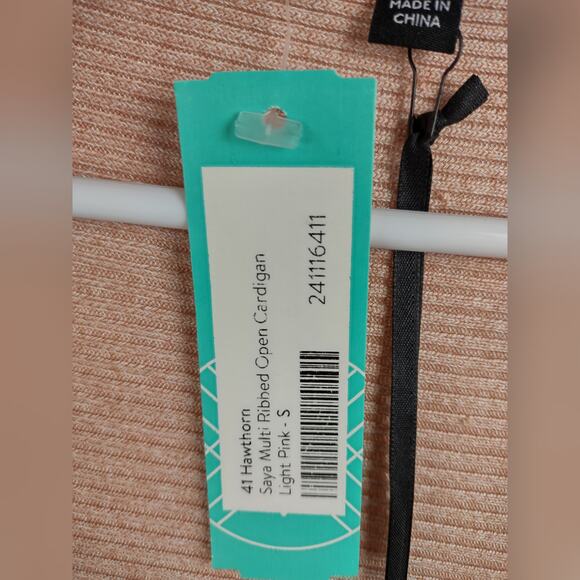 MADE IN
CHINA
41 Hawthorn
Saya Multi Ribbed Open Cardigan
Light Pink - S
241116411